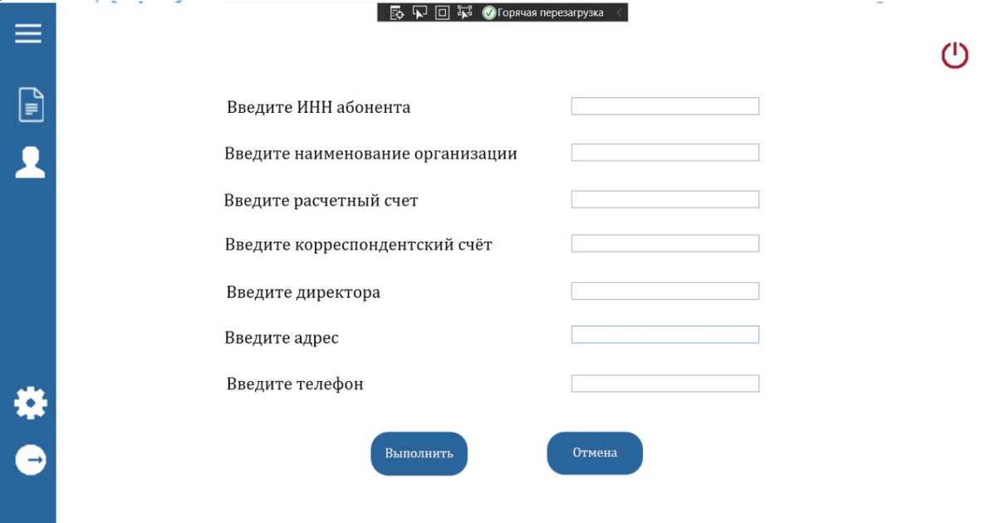 Горячая перезагрузка
Введите ИНН абонента
Введите наименование организации
Введите расчетный счет
Введите корреспондентский счёт
Введите директора
Введите адрес
Введите телефон
Выполнить
Отмена